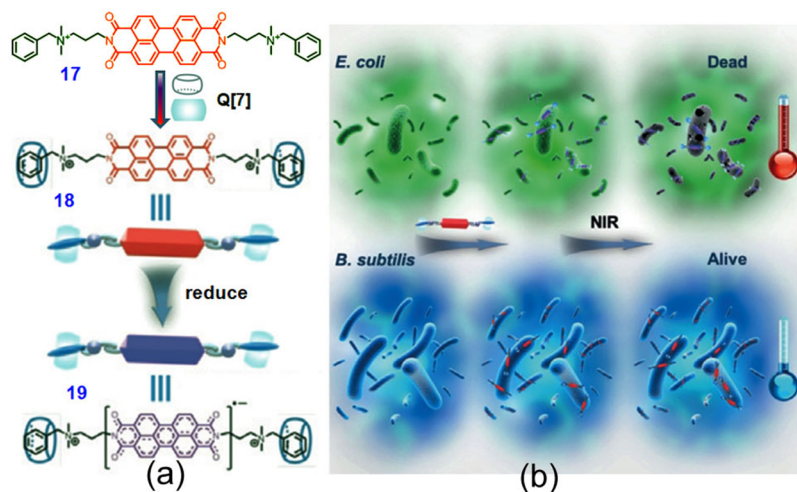 17
Q[7]
18
reduce
19
(a)
E. coli
Dead
NIR
B. subtilis
Alive
(b)